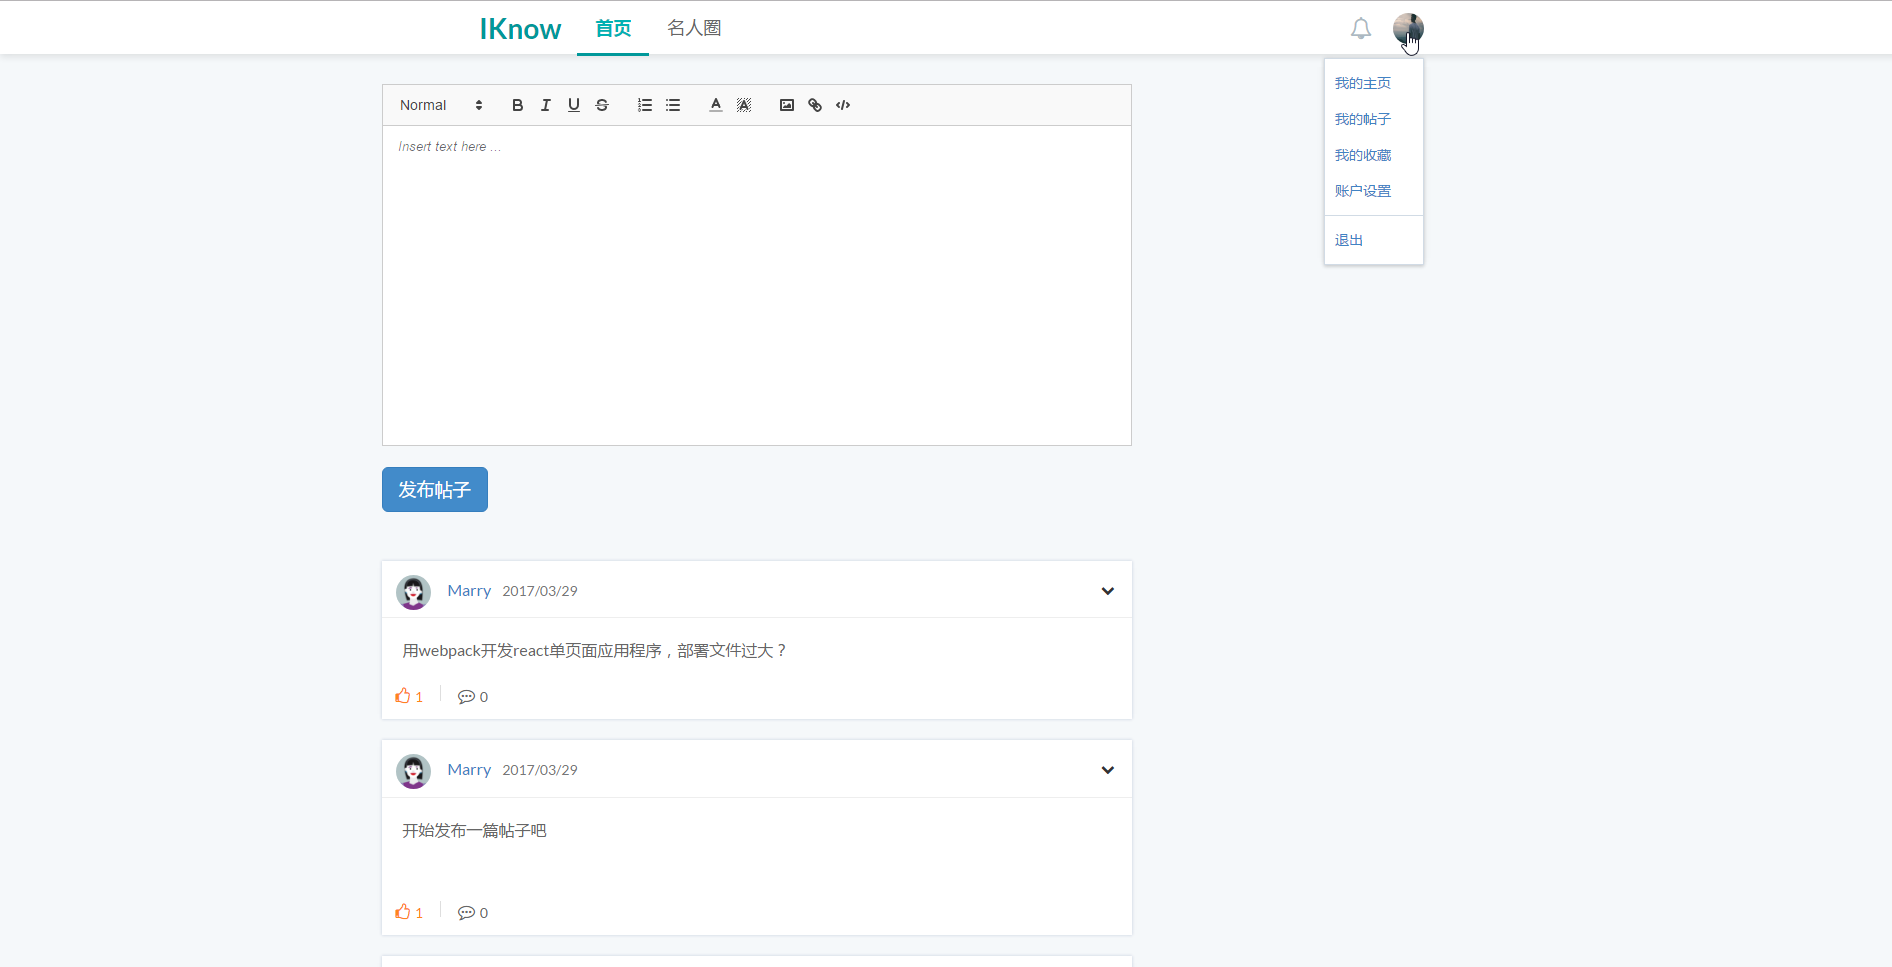 IKnow 首页 名人圈
我的主页
我的帖子
我的收藏
账户设置
退出
Normal
Insert text here ...
发布帖子
Marry 2017/03/29
用webpack开发react单页面应用程序，部署文件过大？
1 0
Marry 2017/03/29
开始发布一篇帖子吧
1 0